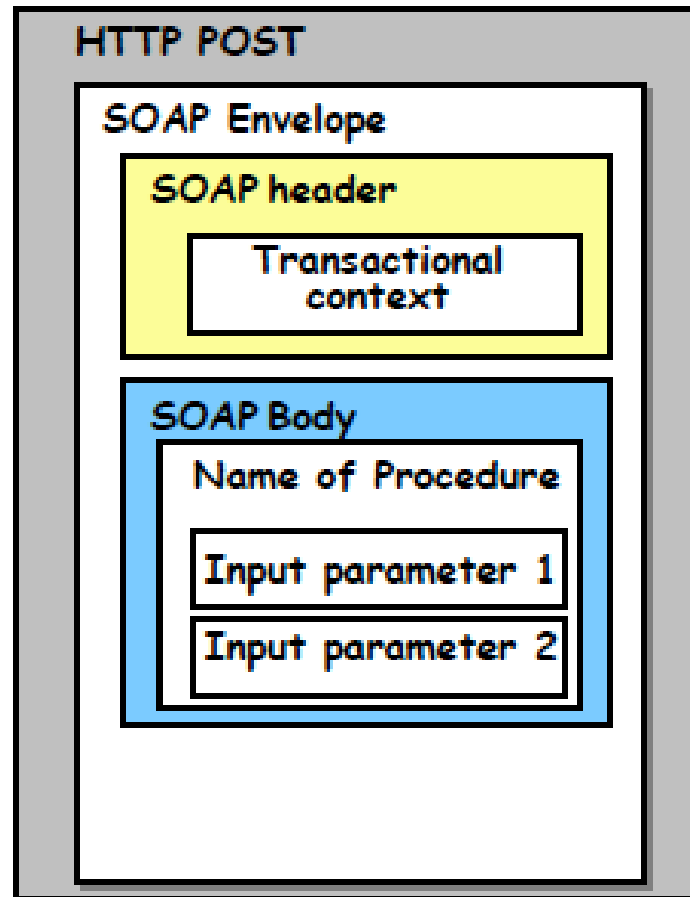 HTTP POST
SOAP Envelope
SOAP header
Transactional
context
SOAP Body
Name of Procedure
Input parameter 1
Input parameter 2